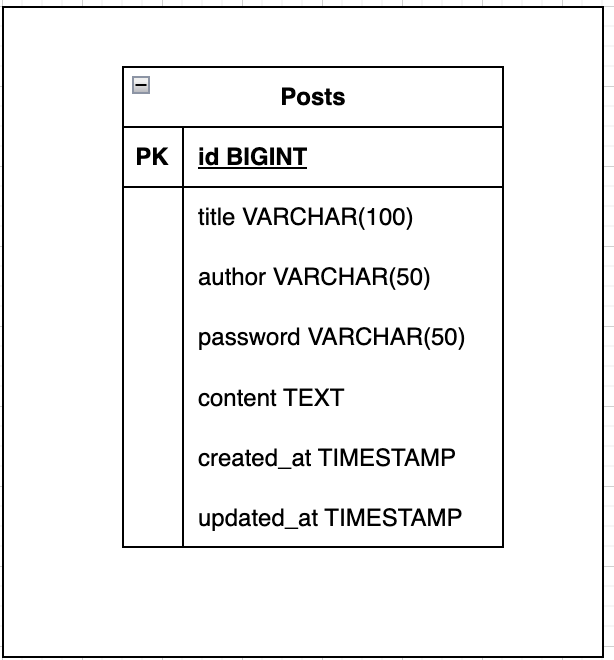 Posts
PK id BIGINT
title VARCHAR(100)
author VARCHAR(50)
password VARCHAR(50)
content TEXT
created_at TIMESTAMP
updated_at TIMESTAMP